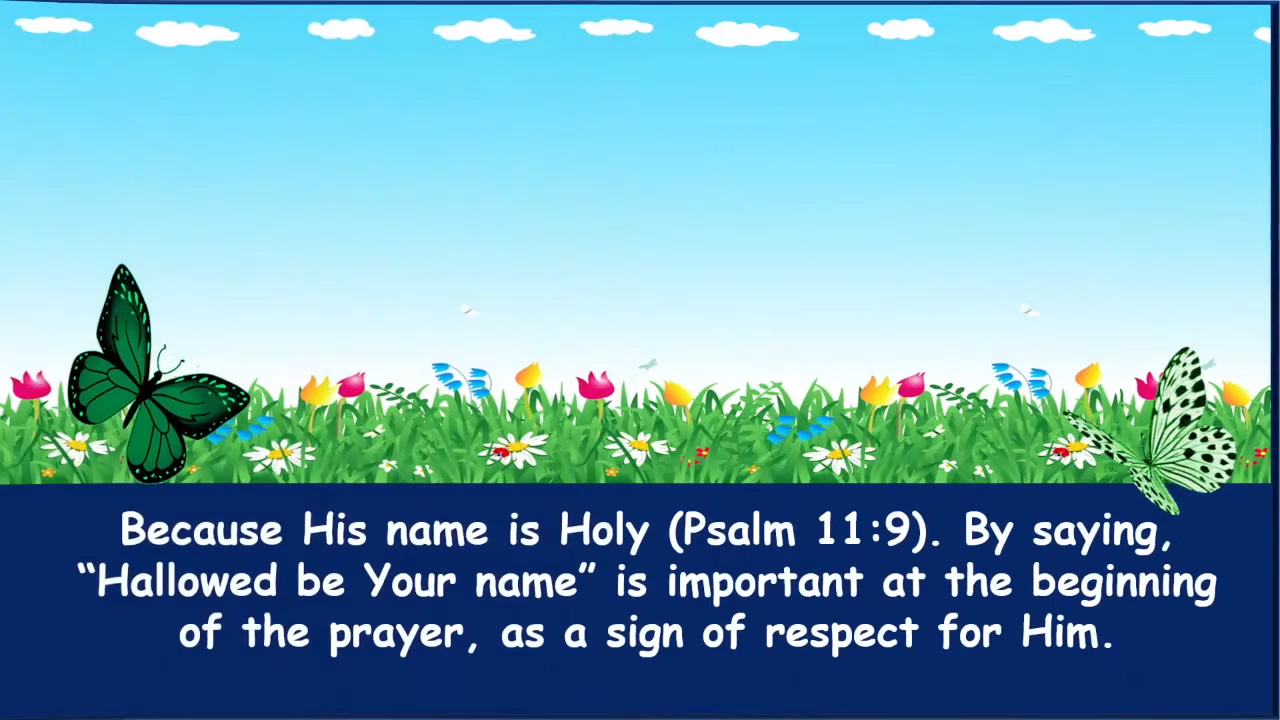 Because His name is Holy (Psalm 11:9). By saying,
“Hallowed be Your name” is important at the beginning
of the prayer, as a sign of respect for Him.